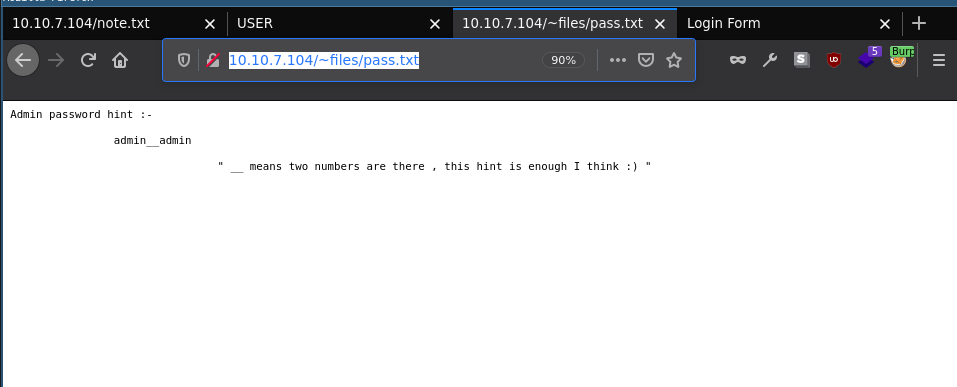 10.10.7.104/note.txt
USER
10.10.7.104/~files/pass.txt
Login Form
10.10.7.104/~files/pass.txt
90%
S
UD
5
Burp
Admin password hint :-
admin__admin
" __ means two numbers are there , this hint is enough I think :) "